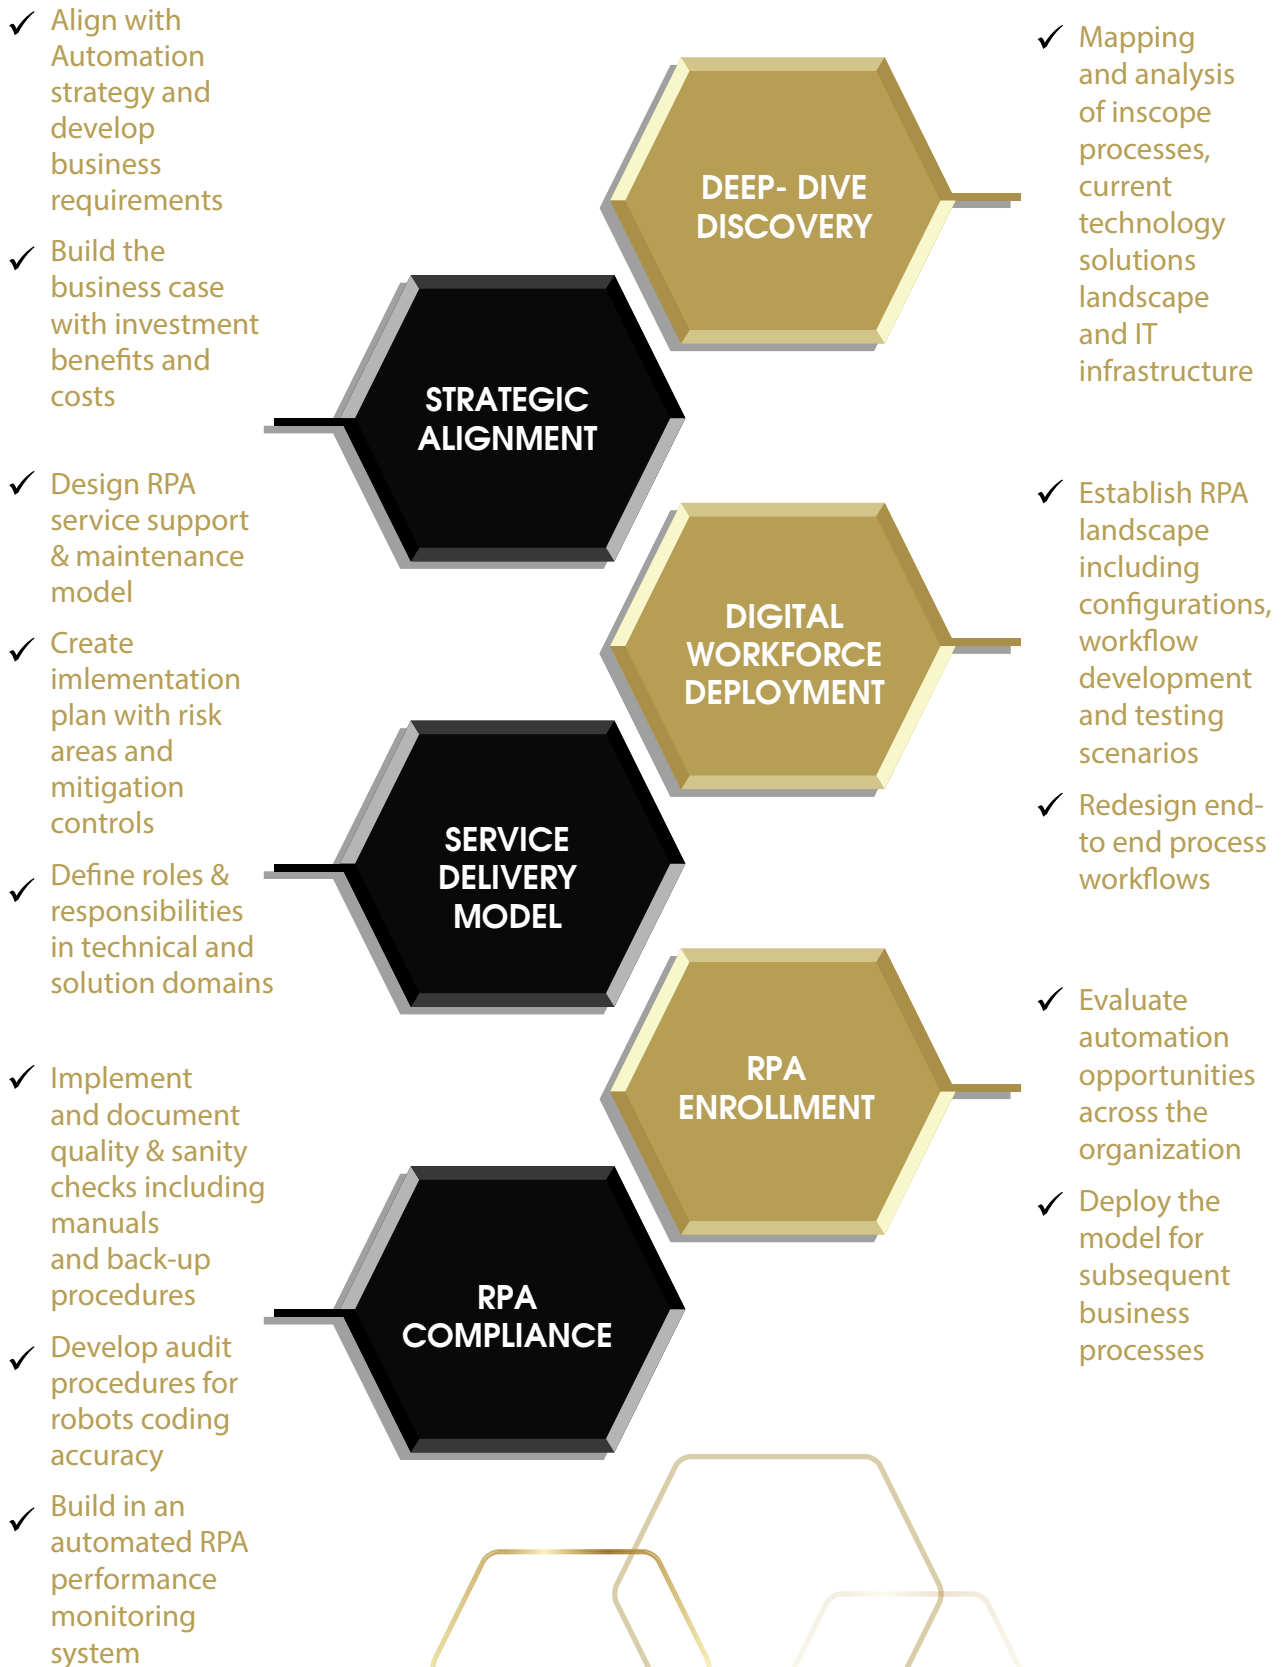 ✓ Align with
Automation
strategy and
develop
business
requirements
✓ Build the
business case
with investment
benefits and
costs
STRATEGIC
ALIGNMENT
DEEP- DIVE
DISCOVERY
✓ Mapping
and analysis
of inscope
processes,
current
technology
solutions
landscape
and IT
infrastructure
✓ Design RPA
service support
& maintenance
model
✓ Create
imlementation
plan with risk
areas and
mitigation
controls
✓ Define roles &
responsibilities
in technical and
solution domains
SERVICE
DELIVERY
MODEL
DIGITAL
WORKFORCE
DEPLOYMENT
✓ Establish RPA
landscape
including
configurations,
workflow
development
and testing
scenarios
✓ Redesign end-
to end process
workflows
✓ Implement
and document
quality & sanity
checks including
manuals
and back-up
procedures
✓ Develop audit
procedures for
robots coding
accuracy
✓ Build in an
automated RPA
performance
monitoring
system
RPA
COMPLIANCE
RPA
ENROLLMENT
✓ Evaluate
automation
opportunities
across the
organization
✓ Deploy the
model for
subsequent
business
processes